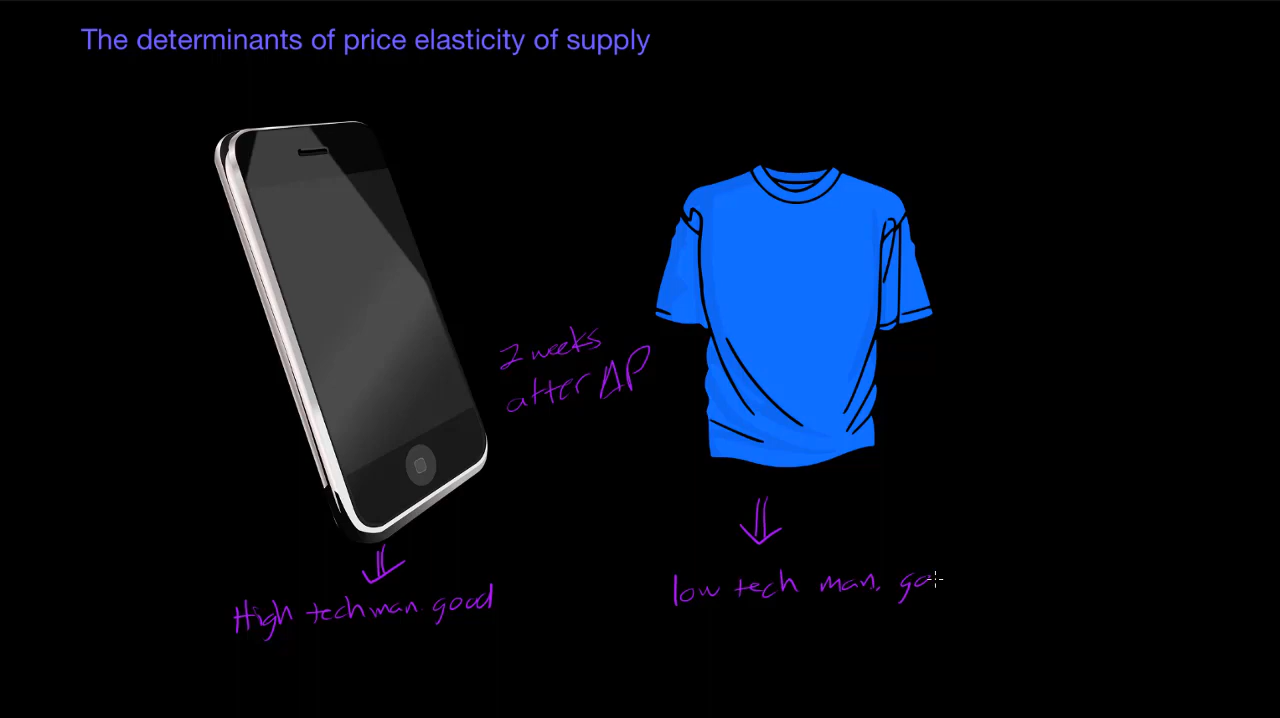 The determinants of price elasticity of supply
2 weeks
after ΔP
High tech man. good
low tech man. go